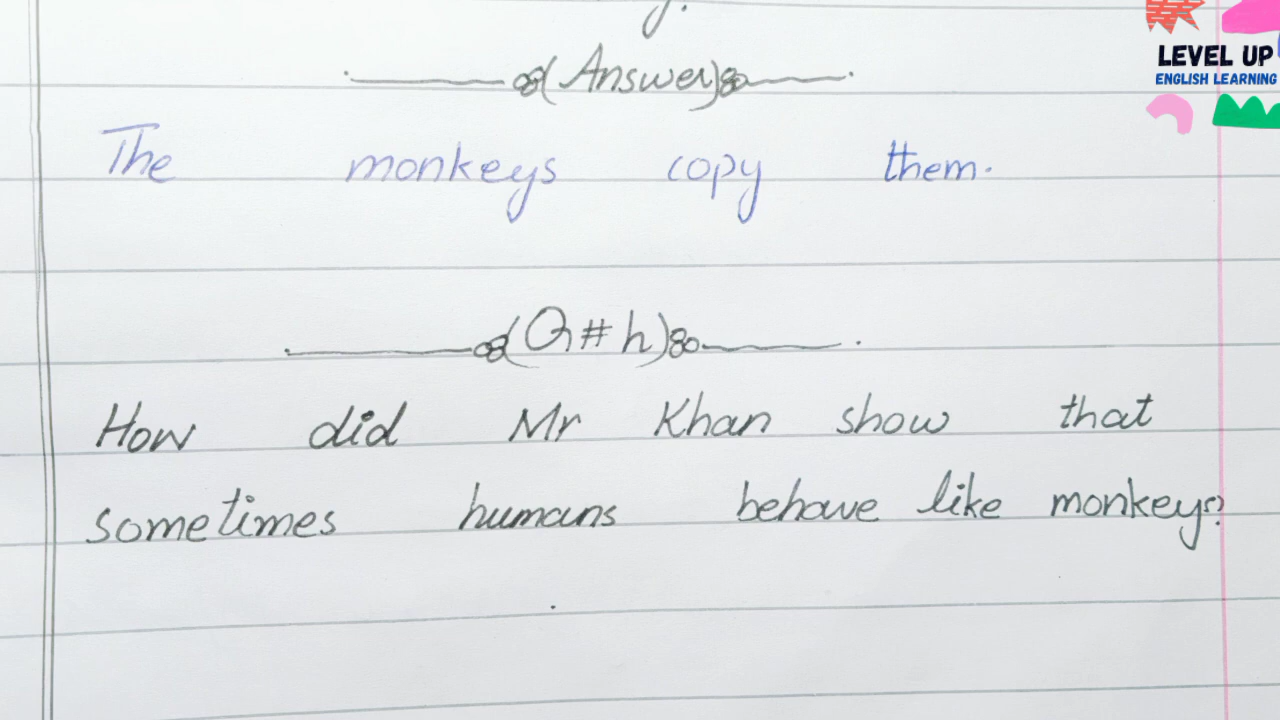 (Answer)
The monkeys copy them.
(Q#h)
How did Mr Khan show that
sometimes humans behave like monkeys?
LEVEL UP
ENGLISH LEARNING